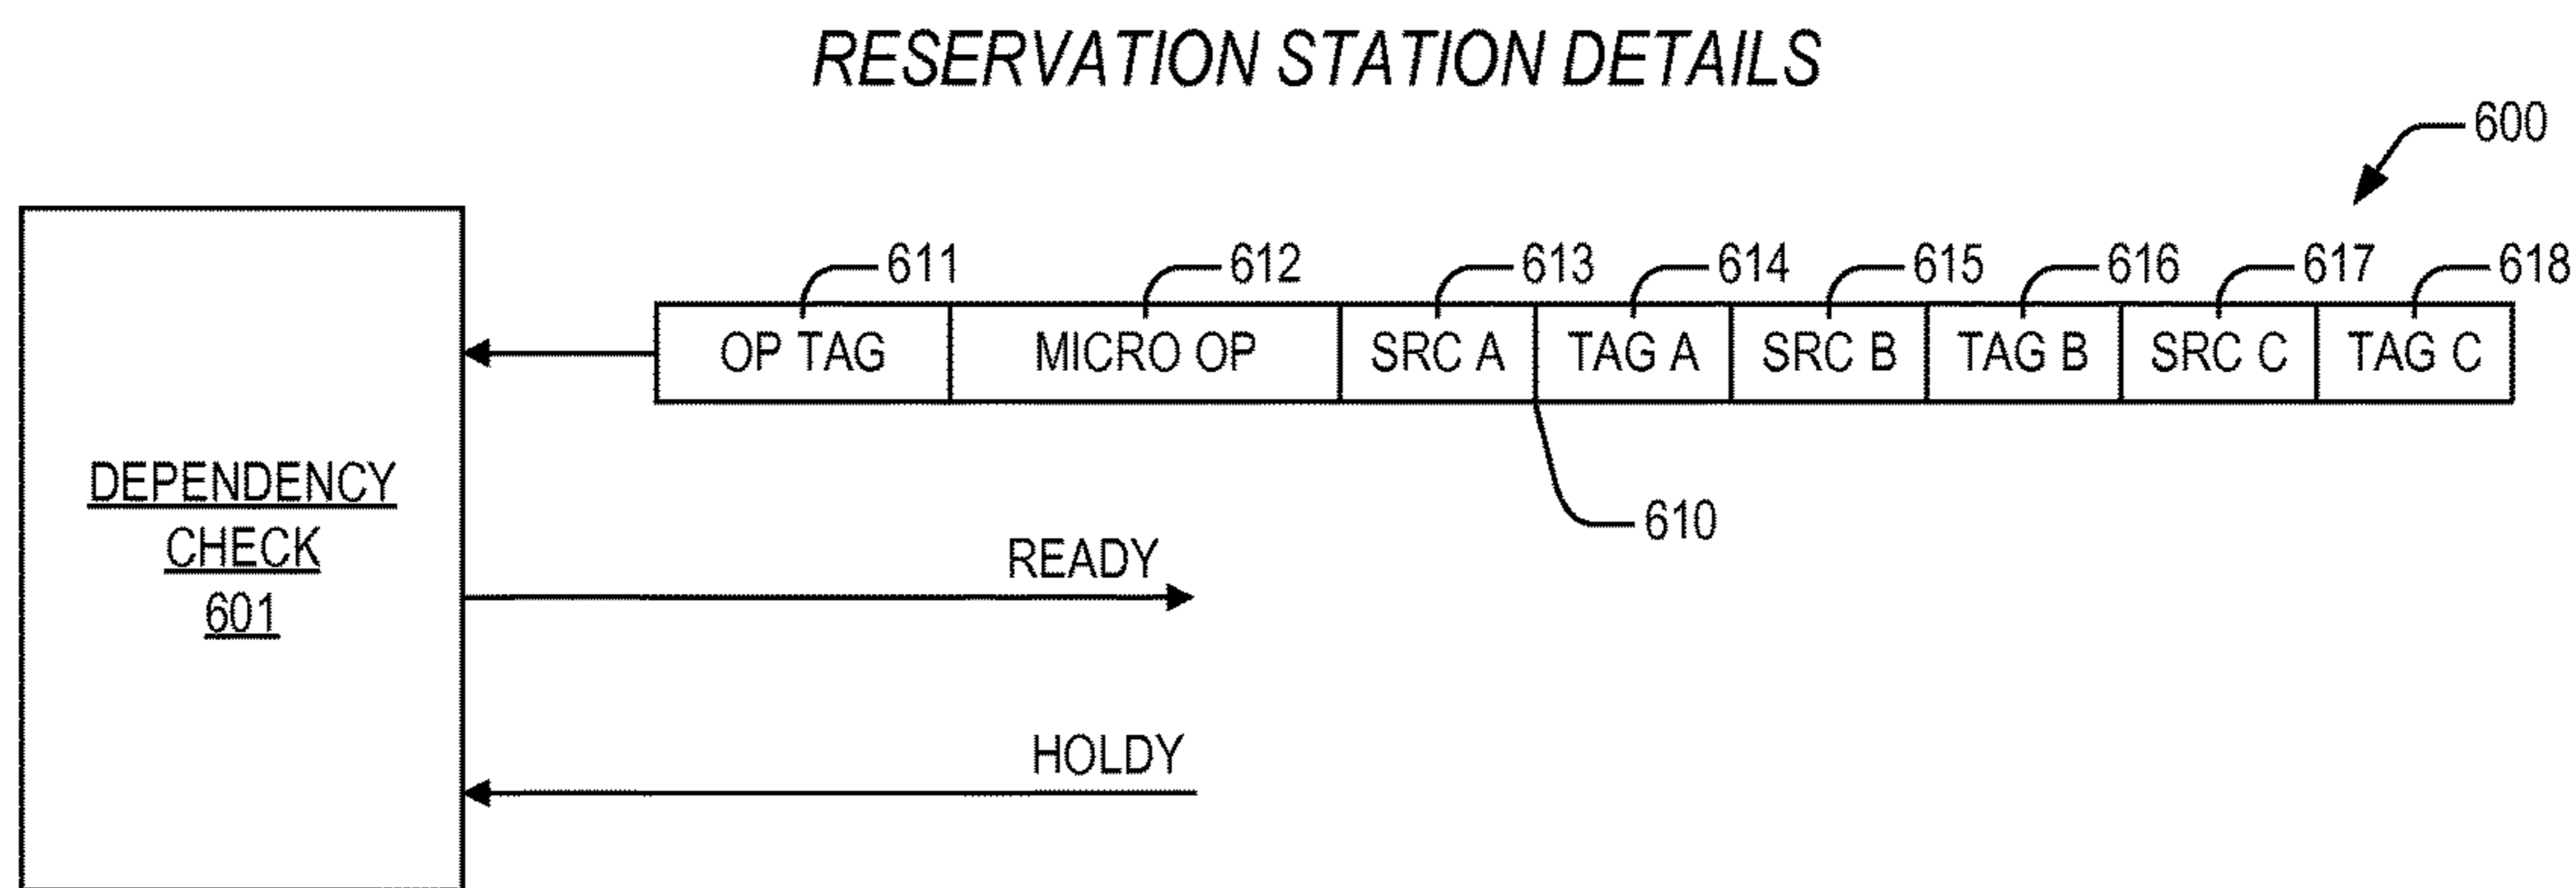 RESERVATION STATION DETAILS
600
611 612 613 614 615 616 617 618
OP TAG MICRO OP SRC A TAG A SRC B TAG B SRC C TAG C
610
DEPENDENCY
CHECK
601
READY
HOLDY